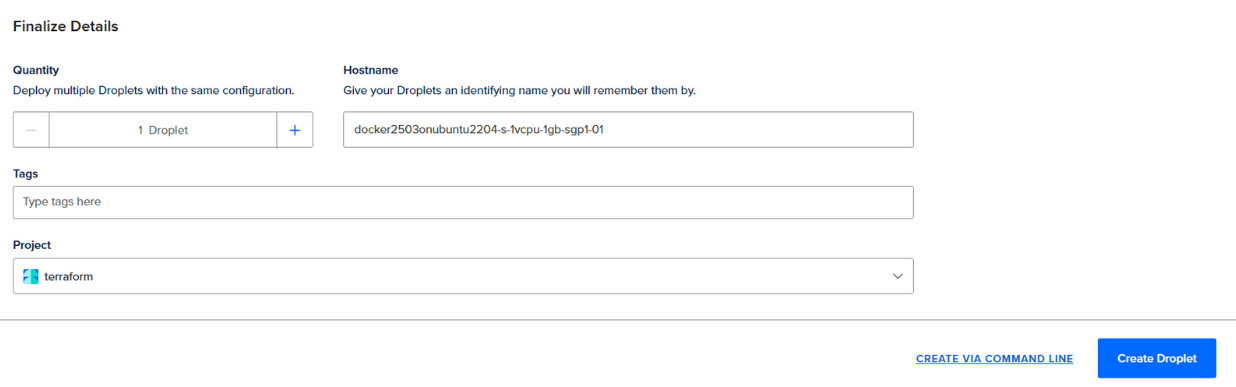 Finalize Details
Quantity
Deploy multiple Droplets with the same configuration.
1 Droplet
Hostname
Give your Droplets an identifying name you will remember them by.
docker2503onubuntu2204-s-1vcpu-1gb-sgp1-01
Tags
Type tags here
Project
terraform
CREATE VIA COMMAND LINE
Create Droplet